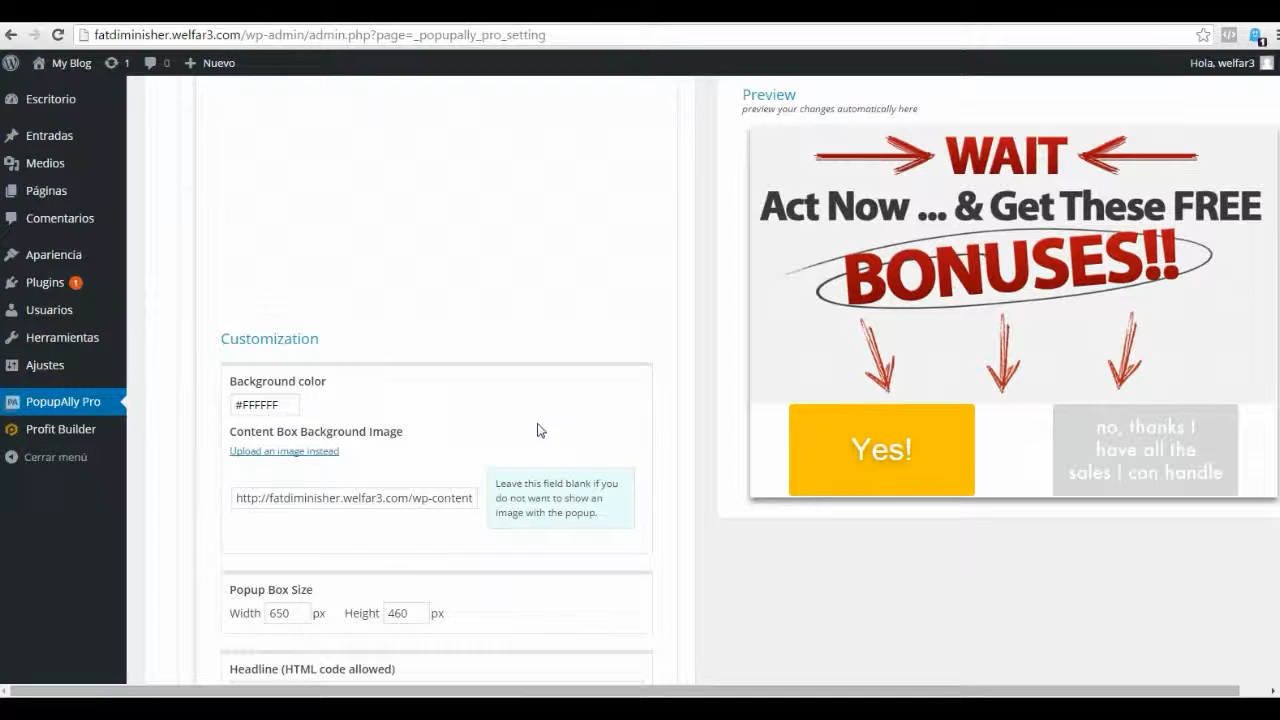 fatdiminisher.welfar3.com/wp-admin/admin.php?page=_popupally_pro_setting
1
My Blog
1
0
Nuevo
Hola, welfar3
Escritorio
Entradas
Medios
Páginas
Comentarios
Apariencia
Plugins 1
Usuarios
Herramientas
Ajustes
PA PopupAlly Pro
Profit Builder
Cerrar menú
Customization
Background color
#FFFFFF
Content Box Background Image
Upload an image instead
http://fatdiminisher.welfar3.com/wp-content
Leave this field blank if you
do not want to show an
image with the popup.
Popup Box Size
Width 650 px Height 460 px
Headline (HTML code allowed)
Preview
preview your changes automatically here
WAIT
Act Now ... & Get These FREE
BONUSES!!
Yes!
no, thanks I
have all the
sales I can handle